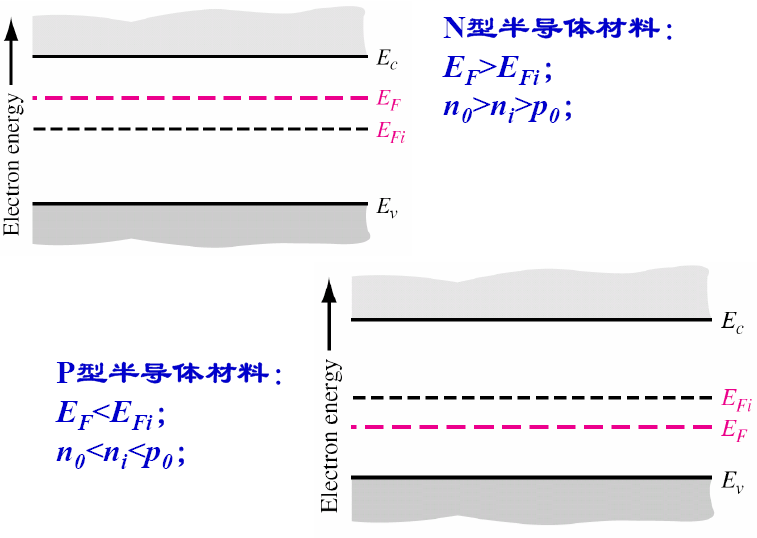 Electron energy
E_c
E_F
E_Fi
E_v
N型半导体材料：
E_F>E_Fi；
n_0>n_i>p_0；
P型半导体材料：
E_F<E_Fi；
n_0<n_i<p_0；
Electron energy
E_c
E_Fi
E_F
E_v